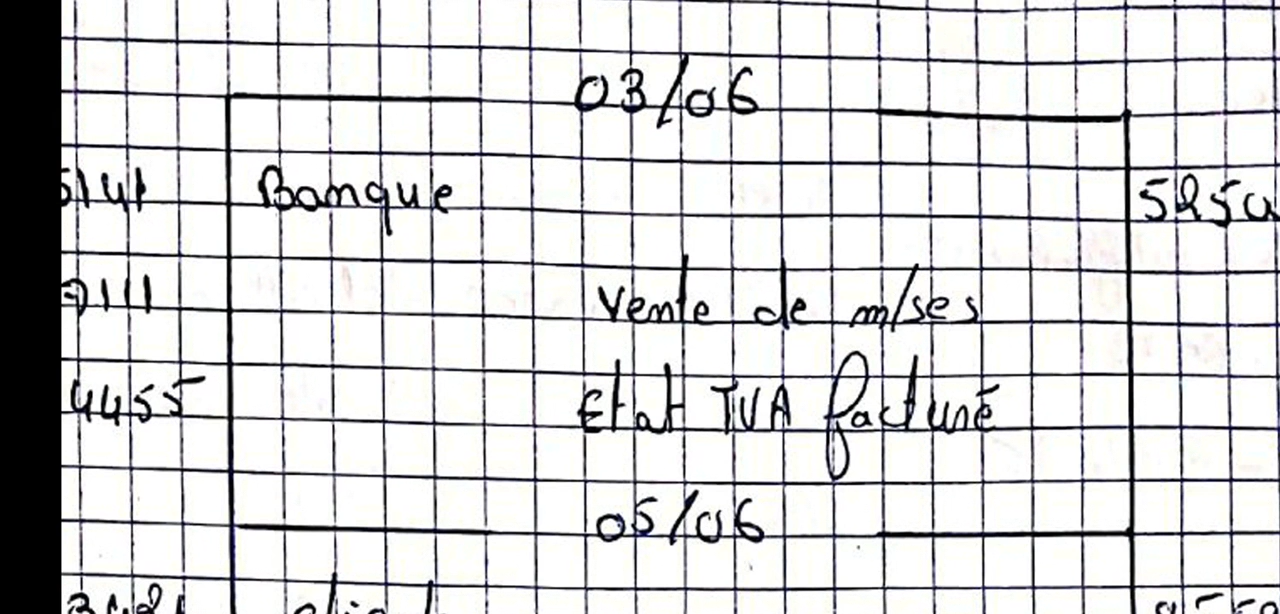 03/06
5141 Banque
7111 Vente de m/ses
4455 Etat TVA facturé
05/06